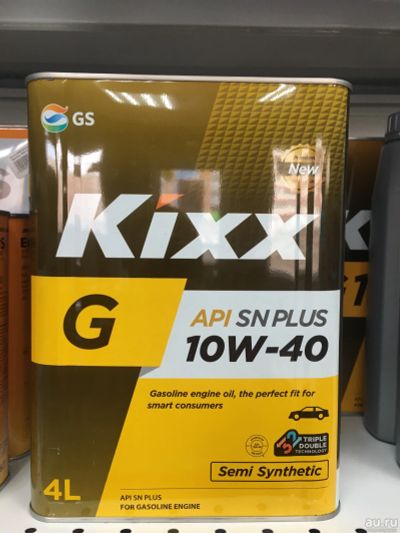 GS
New
Kixx
G
API SN PLUS
10W-40
Gasoline engine oil, the perfect fit for
smart consumers
TRIPLE
DOUBLE
TECHNOLOGY
Semi Synthetic
4L
API SN PLUS
FOR GASOLINE ENGINE
au.ru